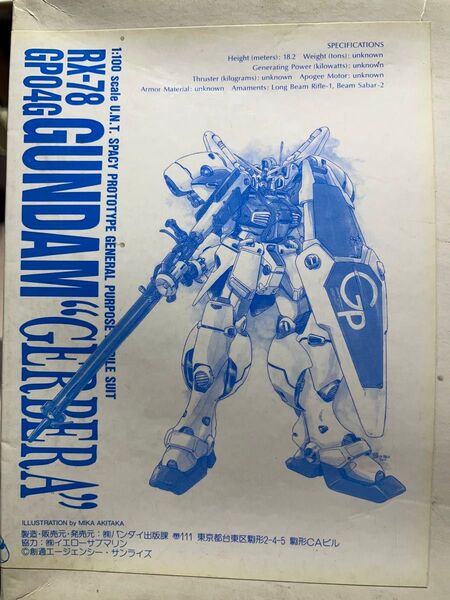 SPECIFICATIONS
Height (meters): 18.2 Weight (tons): unknown
Generating Power (kilowatts): unknown
Thruster (kilograms): unknown Apogee Motor: unknown
Armor Material: unknown Amaments: Long Beam Rifle-1, Beam Sabar-2
1:100 scale U.N.T. SPACY PROTOTYPE GENERAL PURPOSE SUIT
RX-78
GP04G
GUNDAM "GERBERA"
GP
ILLUSTRATION by MIKA AKITAKA
製造・販売元・発売元:㈱バンダイ出版課 〒111 東京都台東区駒形2-4-5 駒形CAビル
協力:㈱イエローサブマリン
©創通エージェンシー・サンライズ